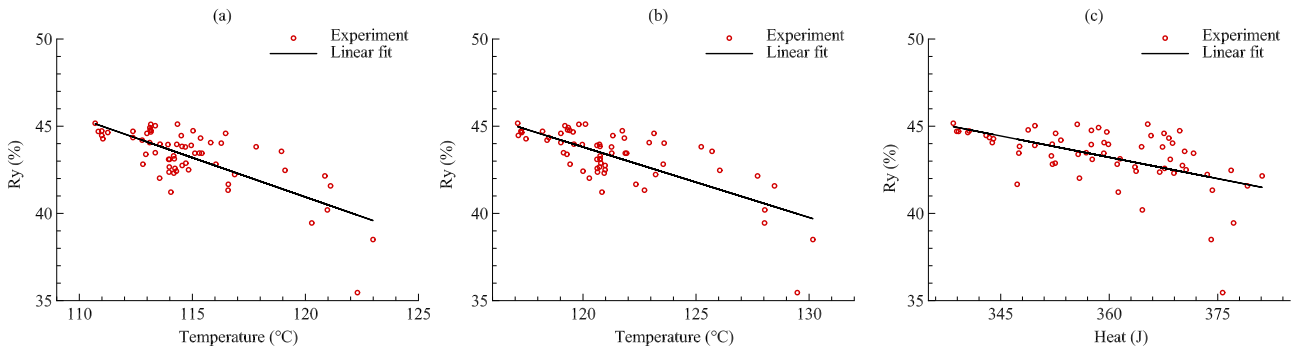 (a)
50
Experiment
Linear fit
45
Ry (%)
40
35
110
115
120
125
Temperature (°C)
(b)
50
Experiment
Linear fit
45
Ry (%)
40
35
120
125
130
Temperature (°C)
(c)
50
Experiment
Linear fit
45
Ry (%)
40
35
345
360
375
Heat (J)